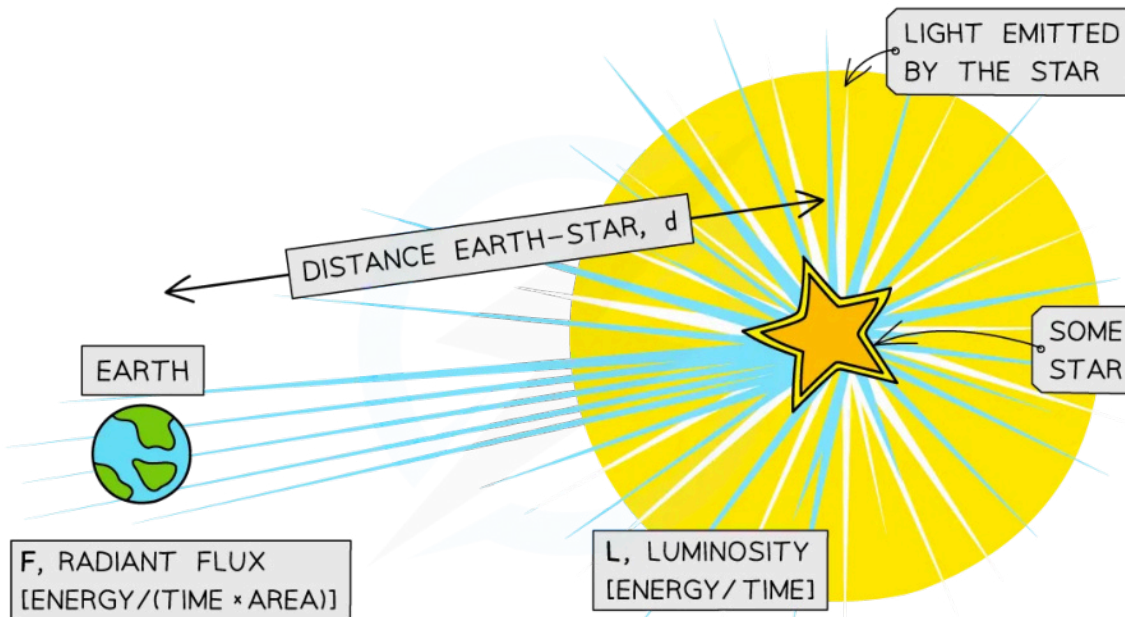 LIGHT EMITTED
BY THE STAR
DISTANCE EARTH-STAR, d
SOME
STAR
EARTH
F, RADIANT FLUX
[ENERGY/(TIME × AREA)]
L, LUMINOSITY
[ENERGY/TIME]